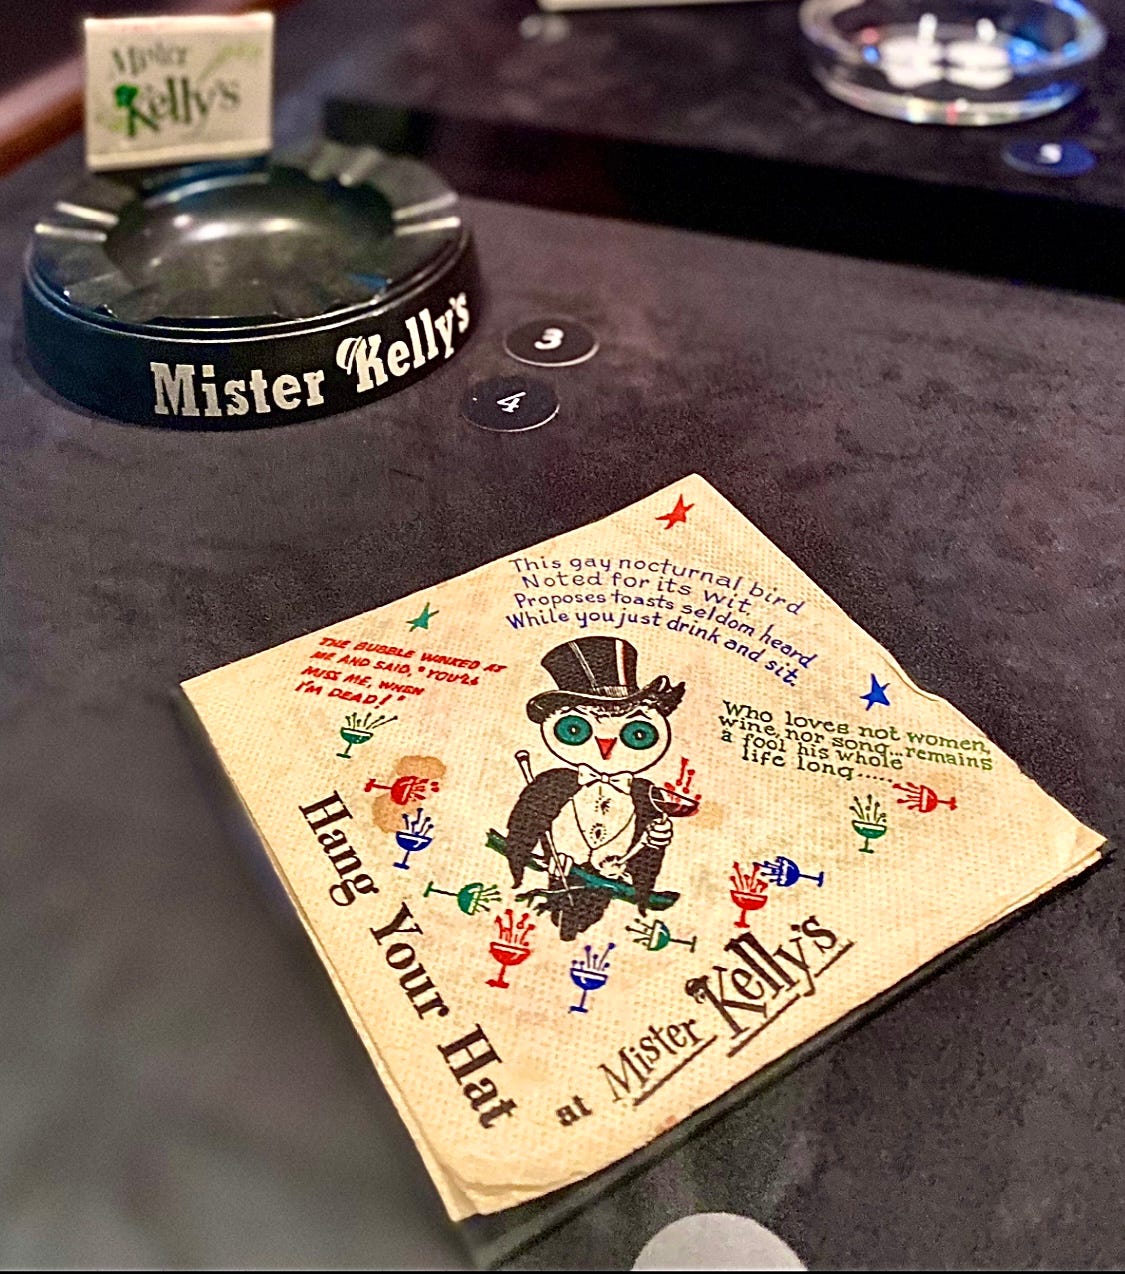 Mister
Kelly's
5
Mister Kelly's
3
4
This gay nocturnal bird
Noted for its wit.
Proposes toasts seldom heard
While you just drink and sit.
THE BUBBLE WINKED AT
ME AND SAID, "YOU'LL
MISS ME, WHEN
I'M DEAD!"
Who loves not women,
wine, nor song...remains
a fool his whole
life long.....
Hang Your Hat
at Mister Kelly's